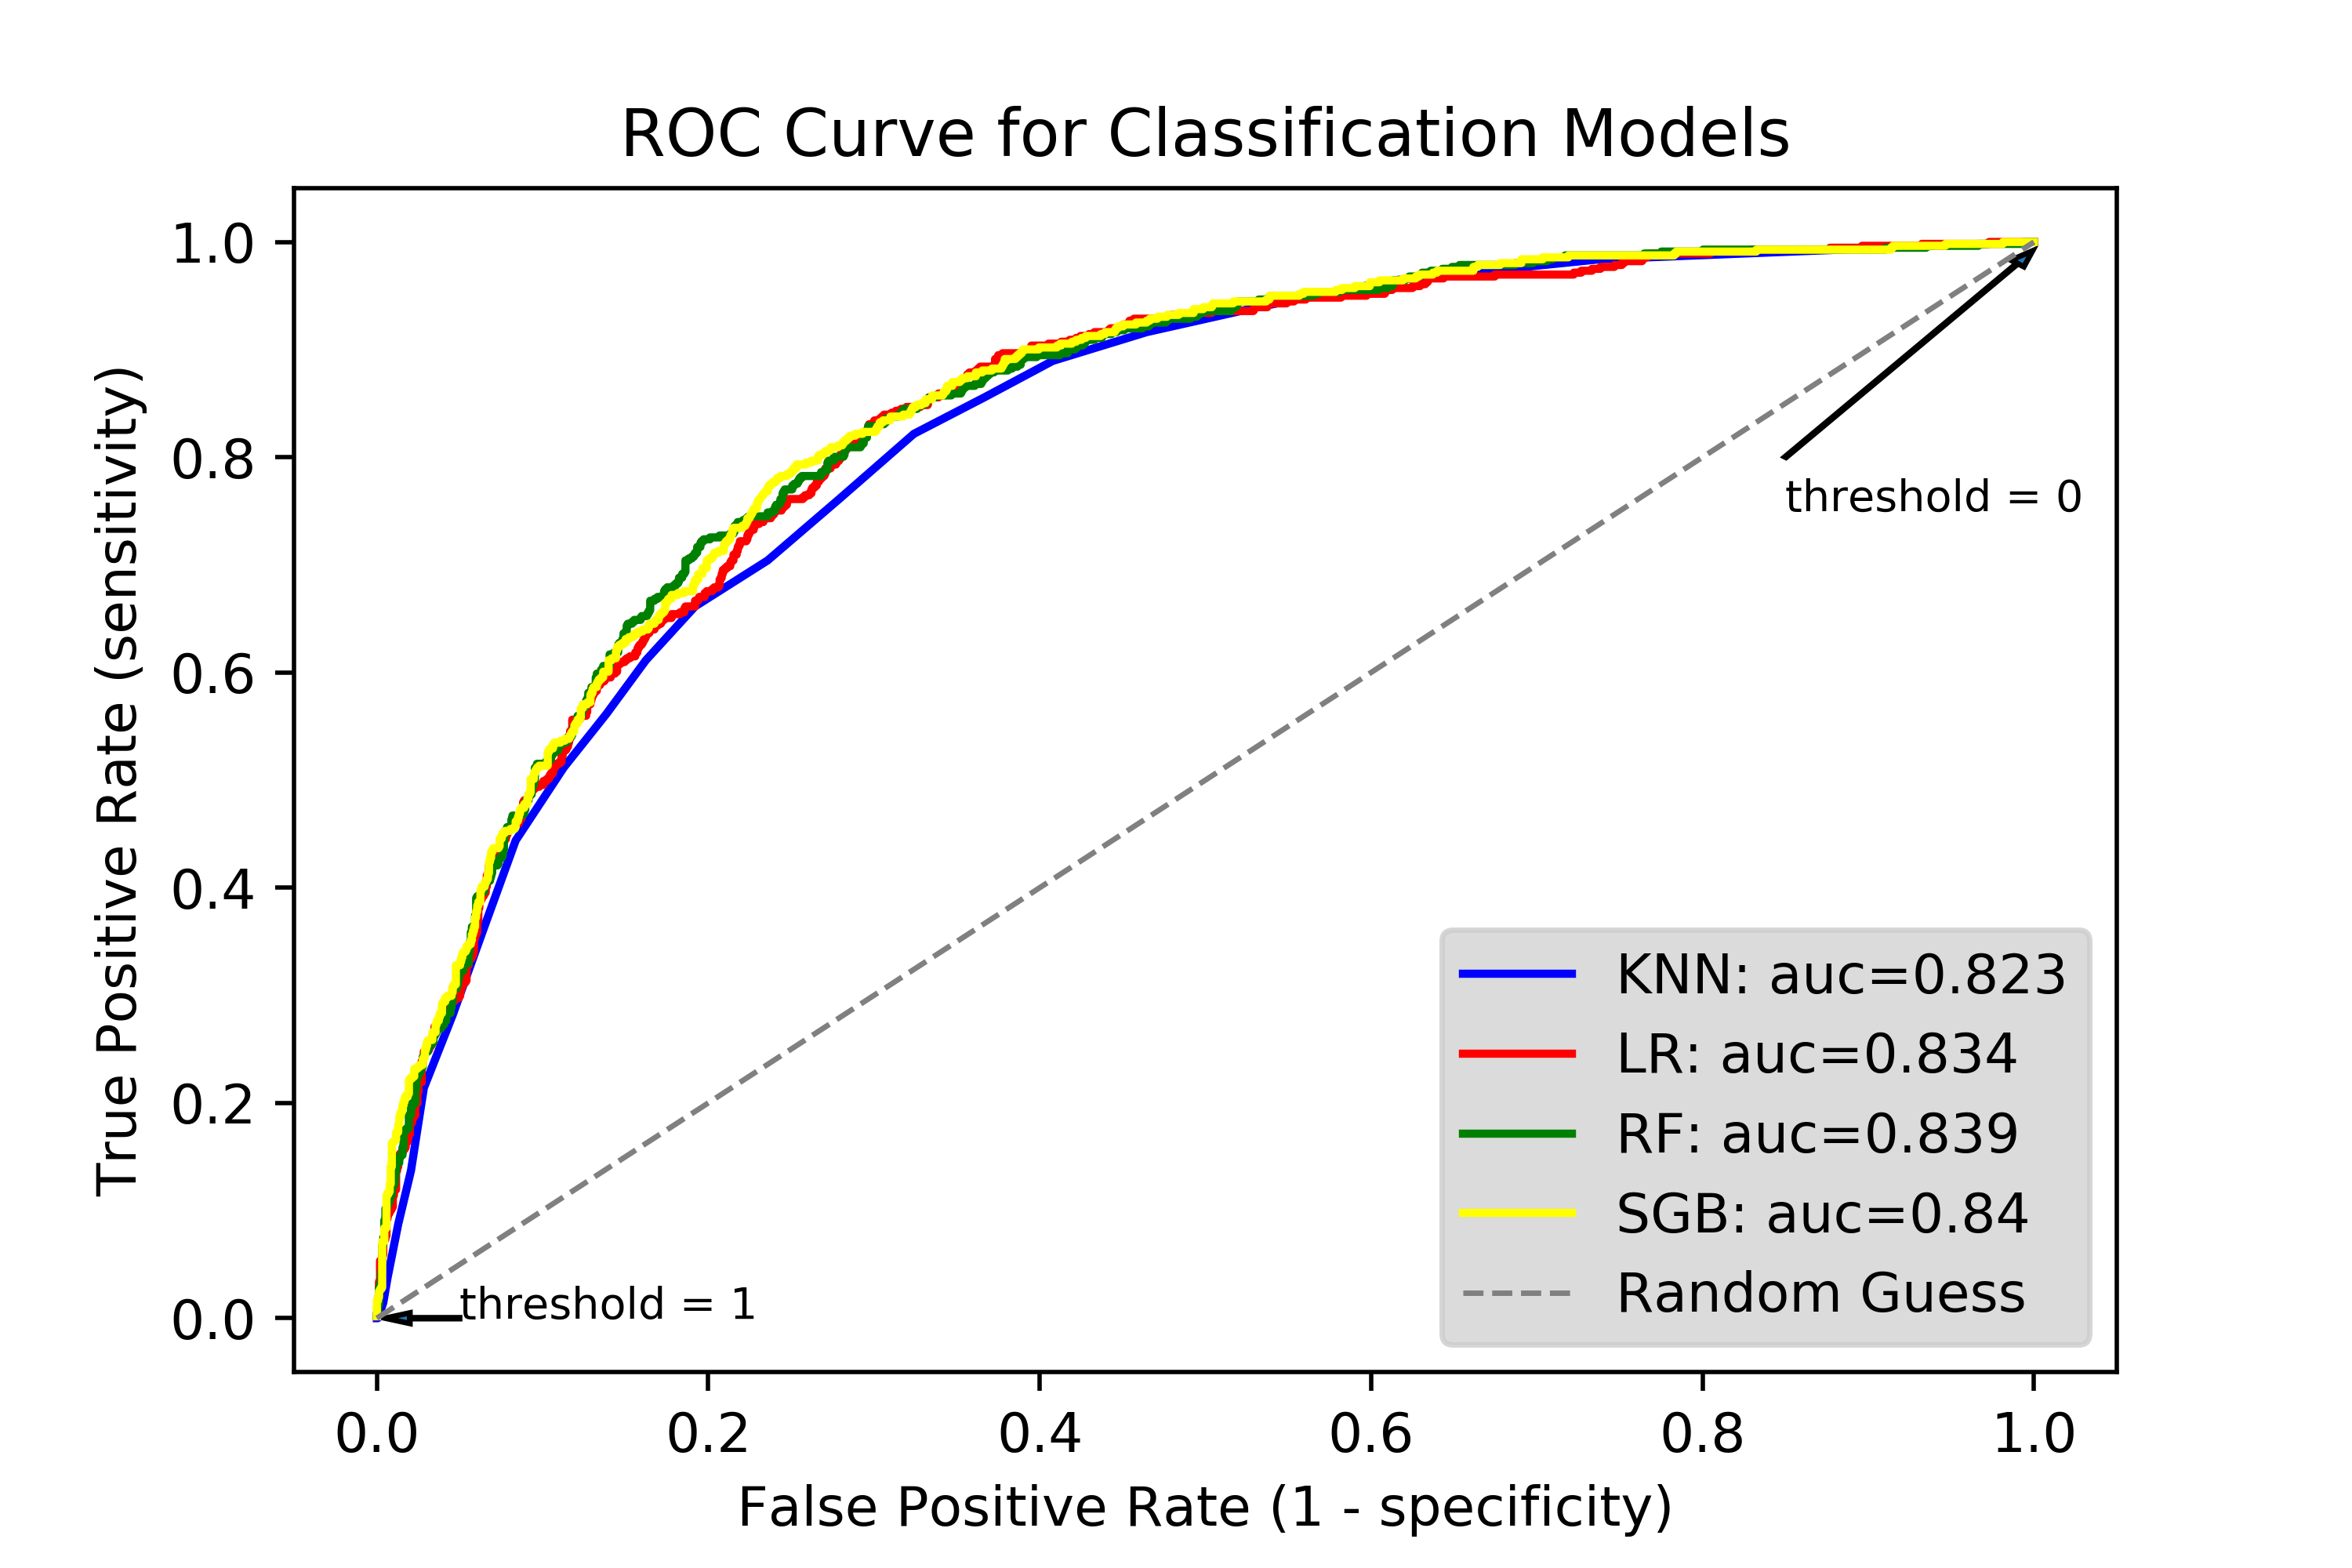 ROC Curve for Classification Models
True Positive Rate (sensitivity)
1.0
0.8
0.6
0.4
0.2
0.0
threshold = 0
threshold = 1
KNN: auc=0.823
LR: auc=0.834
RF: auc=0.839
SGB: auc=0.84
Random Guess
0.0 0.2 0.4 0.6 0.8 1.0
False Positive Rate (1 - specificity)